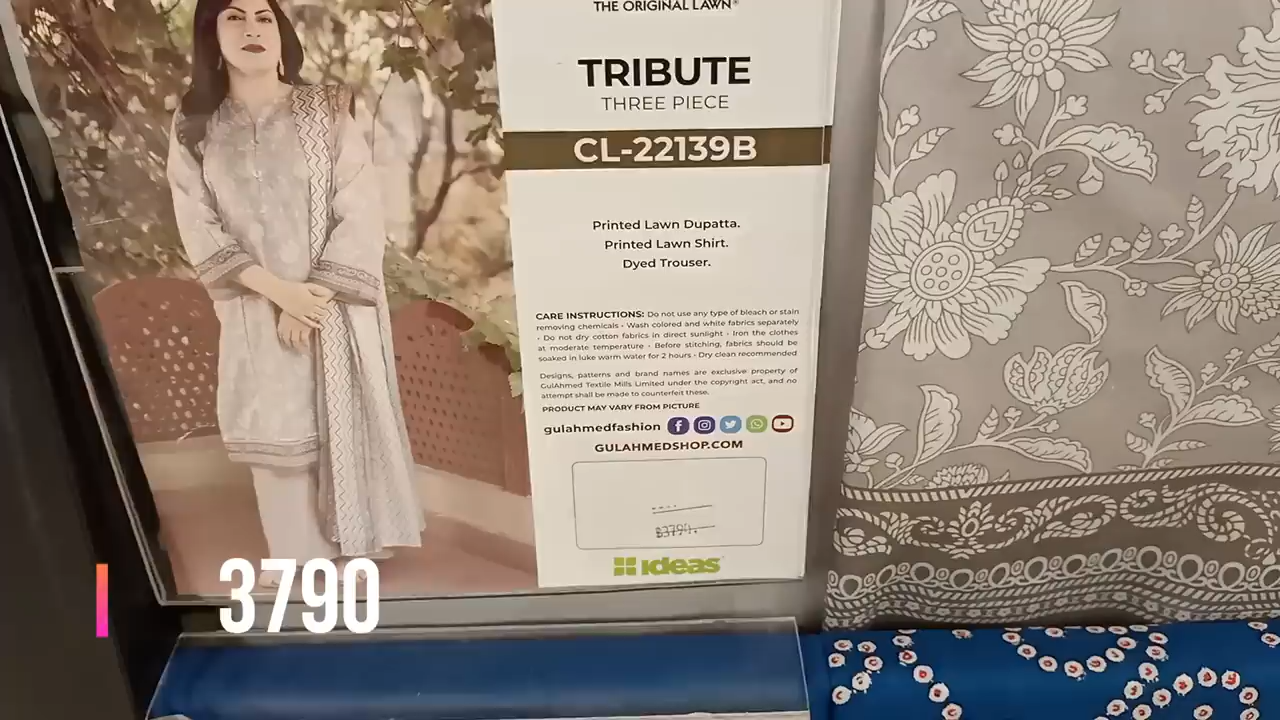 THE ORIGINAL LAWN®
TRIBUTE
THREE PIECE
CL-22139B
Printed Lawn Dupatta.
Printed Lawn Shirt.
Dyed Trouser.
CARE INSTRUCTIONS: Do not use any type of bleach or stain
removing chemicals • Wash colored and white fabrics separately
• Do not dry cotton fabrics in direct sunlight • Iron the clothes
at moderate temperature • Before stitching, fabrics should be
soaked in luke warm water for 2 hours • Dry clean recommended
Designs, patterns and brand names are exclusive property of
GulAhmed Textile Mills Limited under the copyright act, and no
attempt shall be made to counterfeit these.
PRODUCT MAY VARY FROM PICTURE
gulahmedfashion
GULAHMEDSHOP.COM
ideas
3790